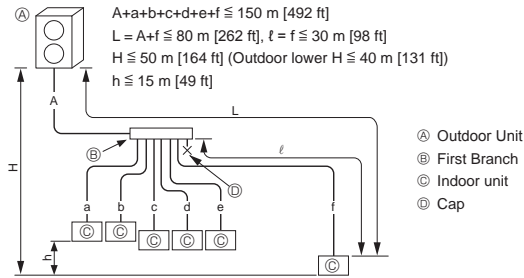 Ⓐ
A+a+b+c+d+e+f ≦ 150 m [492 ft]
L = A+f ≦ 80 m [262 ft], ℓ = f ≦ 30 m [98 ft]
H ≦ 50 m [164 ft] (Outdoor lower H ≦ 40 m [131 ft])
h ≦ 15 m [49 ft]
A
L
H
Ⓑ
ℓ
Ⓓ
a b c d e f
Ⓒ Ⓒ Ⓒ Ⓒ Ⓒ
h
Ⓒ
Ⓐ Outdoor Unit
Ⓑ First Branch
Ⓒ Indoor unit
Ⓓ Cap